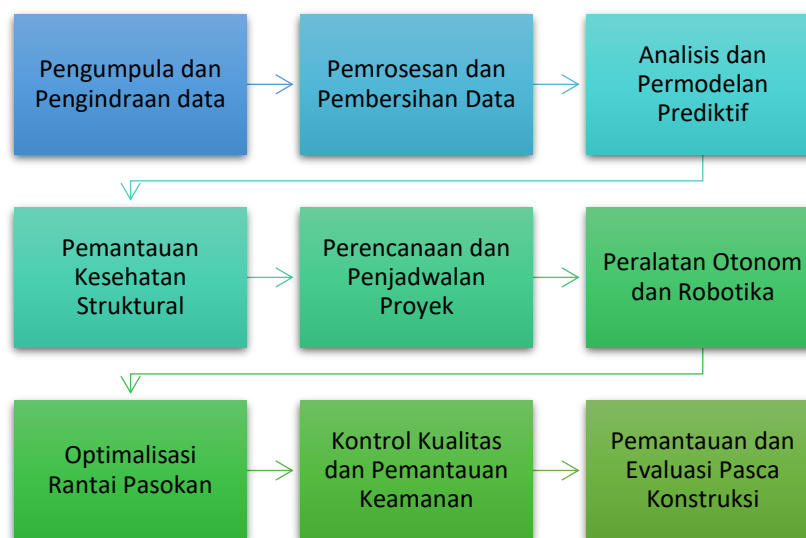 Pengumpula dan
Pengindraan data
Pemrosesan dan
Pembersihan Data
Analisis dan
Permodelan
Prediktif
Pemantauan
Kesehatan
Struktural
Perencanaan dan
Penjadwalan
Proyek
Peralatan Otonom
dan Robotika
Optimalisasi
Rantai Pasokan
Kontrol Kualitas
dan Pemantauan
Keamanan
Pemantauan dan
Evaluasi Pasca
Konstruksi